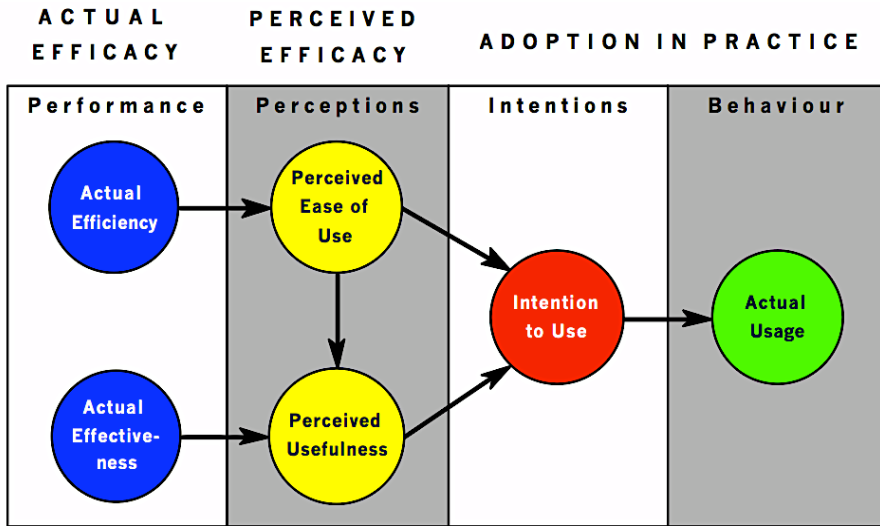 ACTUAL
EFFICACY
PERCEIVED
EFFICACY
ADOPTION IN PRACTICE
Performance
Perceptions
Intentions
Behaviour
Actual
Efficiency
Perceived
Ease of
Use
Intention
to Use
Actual
Usage
Actual
Effective-
ness
Perceived
Usefulness